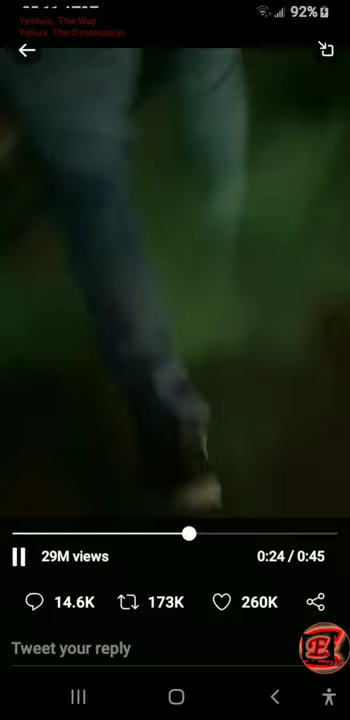 Yeshua, The Way
Yahua, The Destination
92%
29M views
0:24 / 0:45
14.6K
173K
260K
Tweet your reply